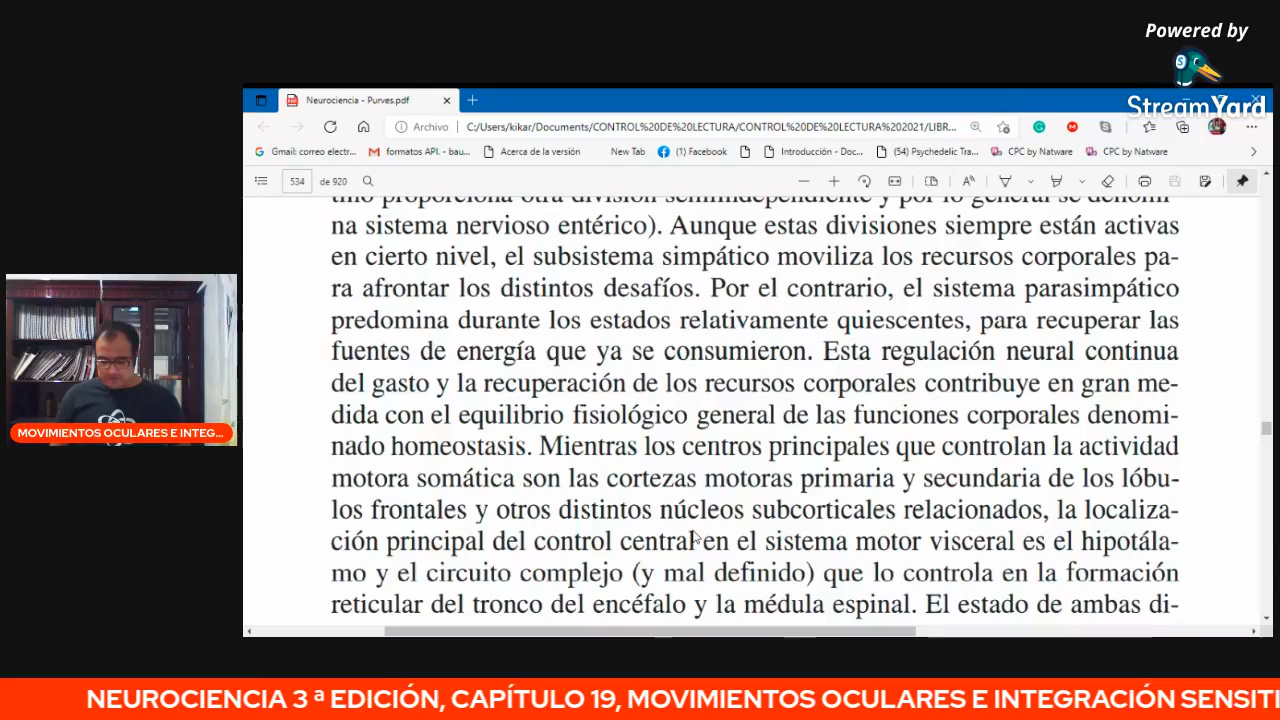 Powered by
StreamYard
Neurociencia - Purves.pdf
Archivo C:/Users/kikar/Documents/CONTROL%20DE%20LECTURA/CONTROL%20DE%20LECTURA%202021/LIBR...
Gmail: correo electr... formatos API. - bau... Acerca de la versión New Tab (1) Facebook Introducción - Doc... (54) Psychedelic Tra... CPC by Natware CPC by Natware
534 de 920
tino proporciona otra división semiindependiente y por lo general se denomi-
na sistema nervioso entérico). Aunque estas divisiones siempre están activas
en cierto nivel, el subsistema simpático moviliza los recursos corporales pa-
ra afrontar los distintos desafíos. Por el contrario, el sistema parasimpático
predomina durante los estados relativamente quiescentes, para recuperar las
fuentes de energía que ya se consumieron. Esta regulación neural continua
del gasto y la recuperación de los recursos corporales contribuye en gran me-
dida con el equilibrio fisiológico general de las funciones corporales denomi-
nado homeostasis. Mientras los centros principales que controlan la actividad
motora somática son las cortezas motoras primaria y secundaria de los lóbu-
los frontales y otros distintos núcleos subcorticales relacionados, la localiza-
ción principal del control central en el sistema motor visceral es el hipotála-
mo y el circuito complejo (y mal definido) que lo controla en la formación
reticular del tronco del encéfalo y la médula espinal. El estado de ambas di-
MOVIMIENTOS OCULARES E INTEG...
NEUROCIENCIA 3 ª EDICIÓN, CAPÍTULO 19, MOVIMIENTOS OCULARES E INTEGRACIÓN SENSITI